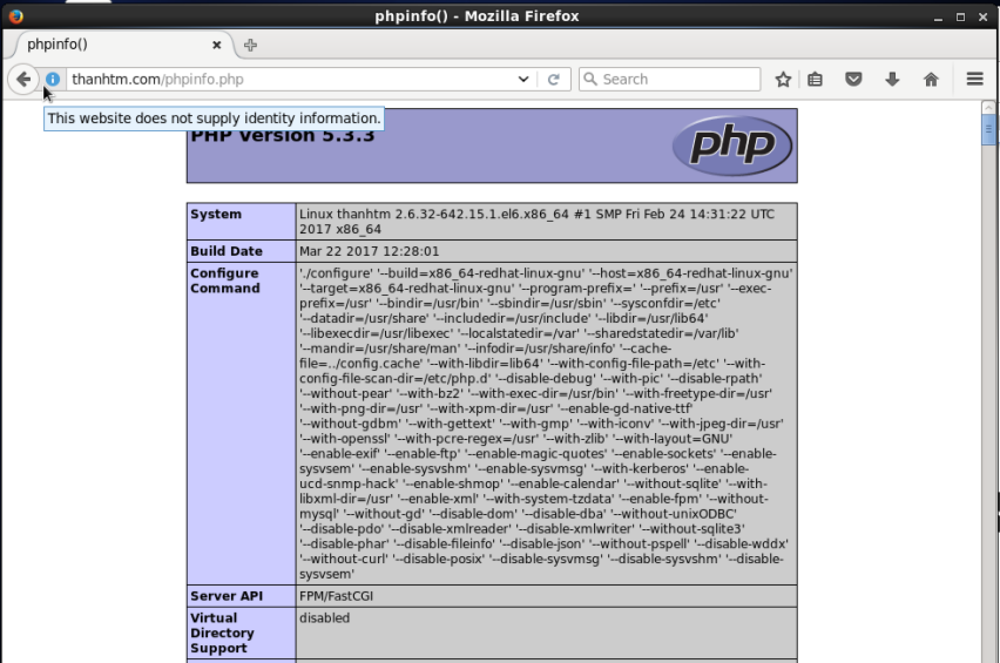 phpinfo() - Mozilla Firefox
phpinfo()
thanhtm.com/phpinfo.php
Search
This website does not supply identity information.
PHP Version 5.3.3
php
System
Linux thanhtm 2.6.32-642.15.1.el6.x86_64 #1 SMP Fri Feb 24 14:31:22 UTC
2017 x86_64
Build Date
Mar 22 2017 12:28:01
Configure
Command
'./configure' '--build=x86_64-redhat-linux-gnu' '--host=x86_64-redhat-linux-gnu'
'--target=x86_64-redhat-linux-gnu' '--program-prefix=' '--prefix=/usr' '--exec-
prefix=/usr' '--bindir=/usr/bin' '--sbindir=/usr/sbin' '--sysconfdir=/etc'
'--datadir=/usr/share' '--includedir=/usr/include' '--libdir=/usr/lib64'
'--libexecdir=/usr/libexec' '--localstatedir=/var' '--sharedstatedir=/var/lib'
'--mandir=/usr/share/man' '--infodir=/usr/share/info' '--cache-
file=../config.cache' '--with-libdir=lib64' '--with-config-file-path=/etc' '--with-
config-file-scan-dir=/etc/php.d' '--disable-debug' '--with-pic' '--disable-rpath'
'--without-pear' '--with-bz2' '--with-exec-dir=/usr/bin' '--with-freetype-dir=/usr'
'--with-png-dir=/usr' '--with-xpm-dir=/usr' '--enable-gd-native-ttf'
'--without-gdbm' '--with-gettext' '--with-gmp' '--with-iconv' '--with-jpeg-dir=/usr'
'--with-openssl' '--with-pcre-regex=/usr' '--with-zlib' '--with-layout=GNU'
'--enable-exif' '--enable-ftp' '--enable-magic-quotes' '--enable-sockets' '--enable-
sysvsem' '--enable-sysvshm' '--enable-sysvmsg' '--with-kerberos' '--enable-
ucd-snmp-hack' '--enable-shmop' '--enable-calendar' '--without-sqlite' '--with-
libxml-dir=/usr' '--enable-xml' '--with-system-tzdata' '--enable-fpm' '--without-
mysql' '--without-gd' '--disable-dom' '--disable-dba' '--without-unixODBC'
'--disable-pdo' '--disable-xmlreader' '--disable-xmlwriter' '--without-sqlite3'
'--disable-phar' '--disable-fileinfo' '--disable-json' '--without-pspell' '--disable-wddx'
'--without-curl' '--disable-posix' '--disable-sysvmsg' '--disable-sysvshm' '--disable-
sysvsem'
Server API
FPM/FastCGI
Virtual
Directory
Support
disabled